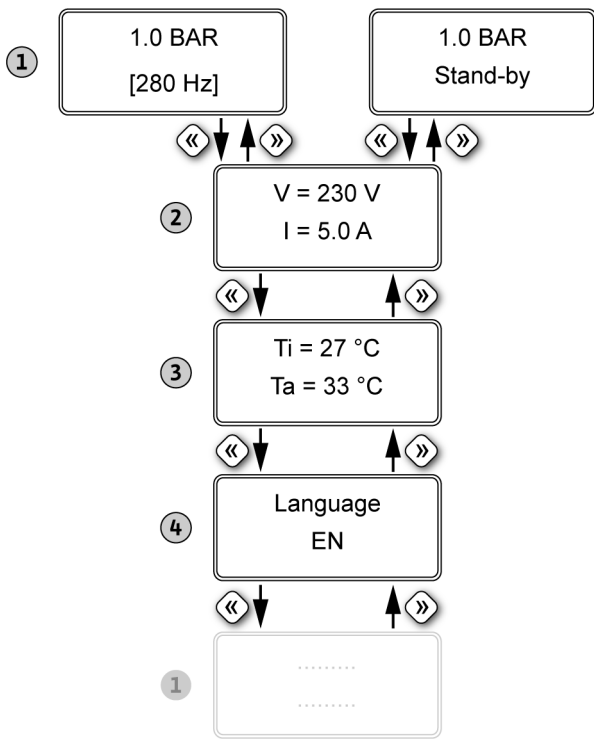 1
1.0 BAR
[280 Hz]
1.0 BAR
Stand-by
« » « »
2
V = 230 V
I = 5.0 A
« »
3
Ti = 27 °C
Ta = 33 °C
« »
4
Language
EN
« »
1
.........
.........